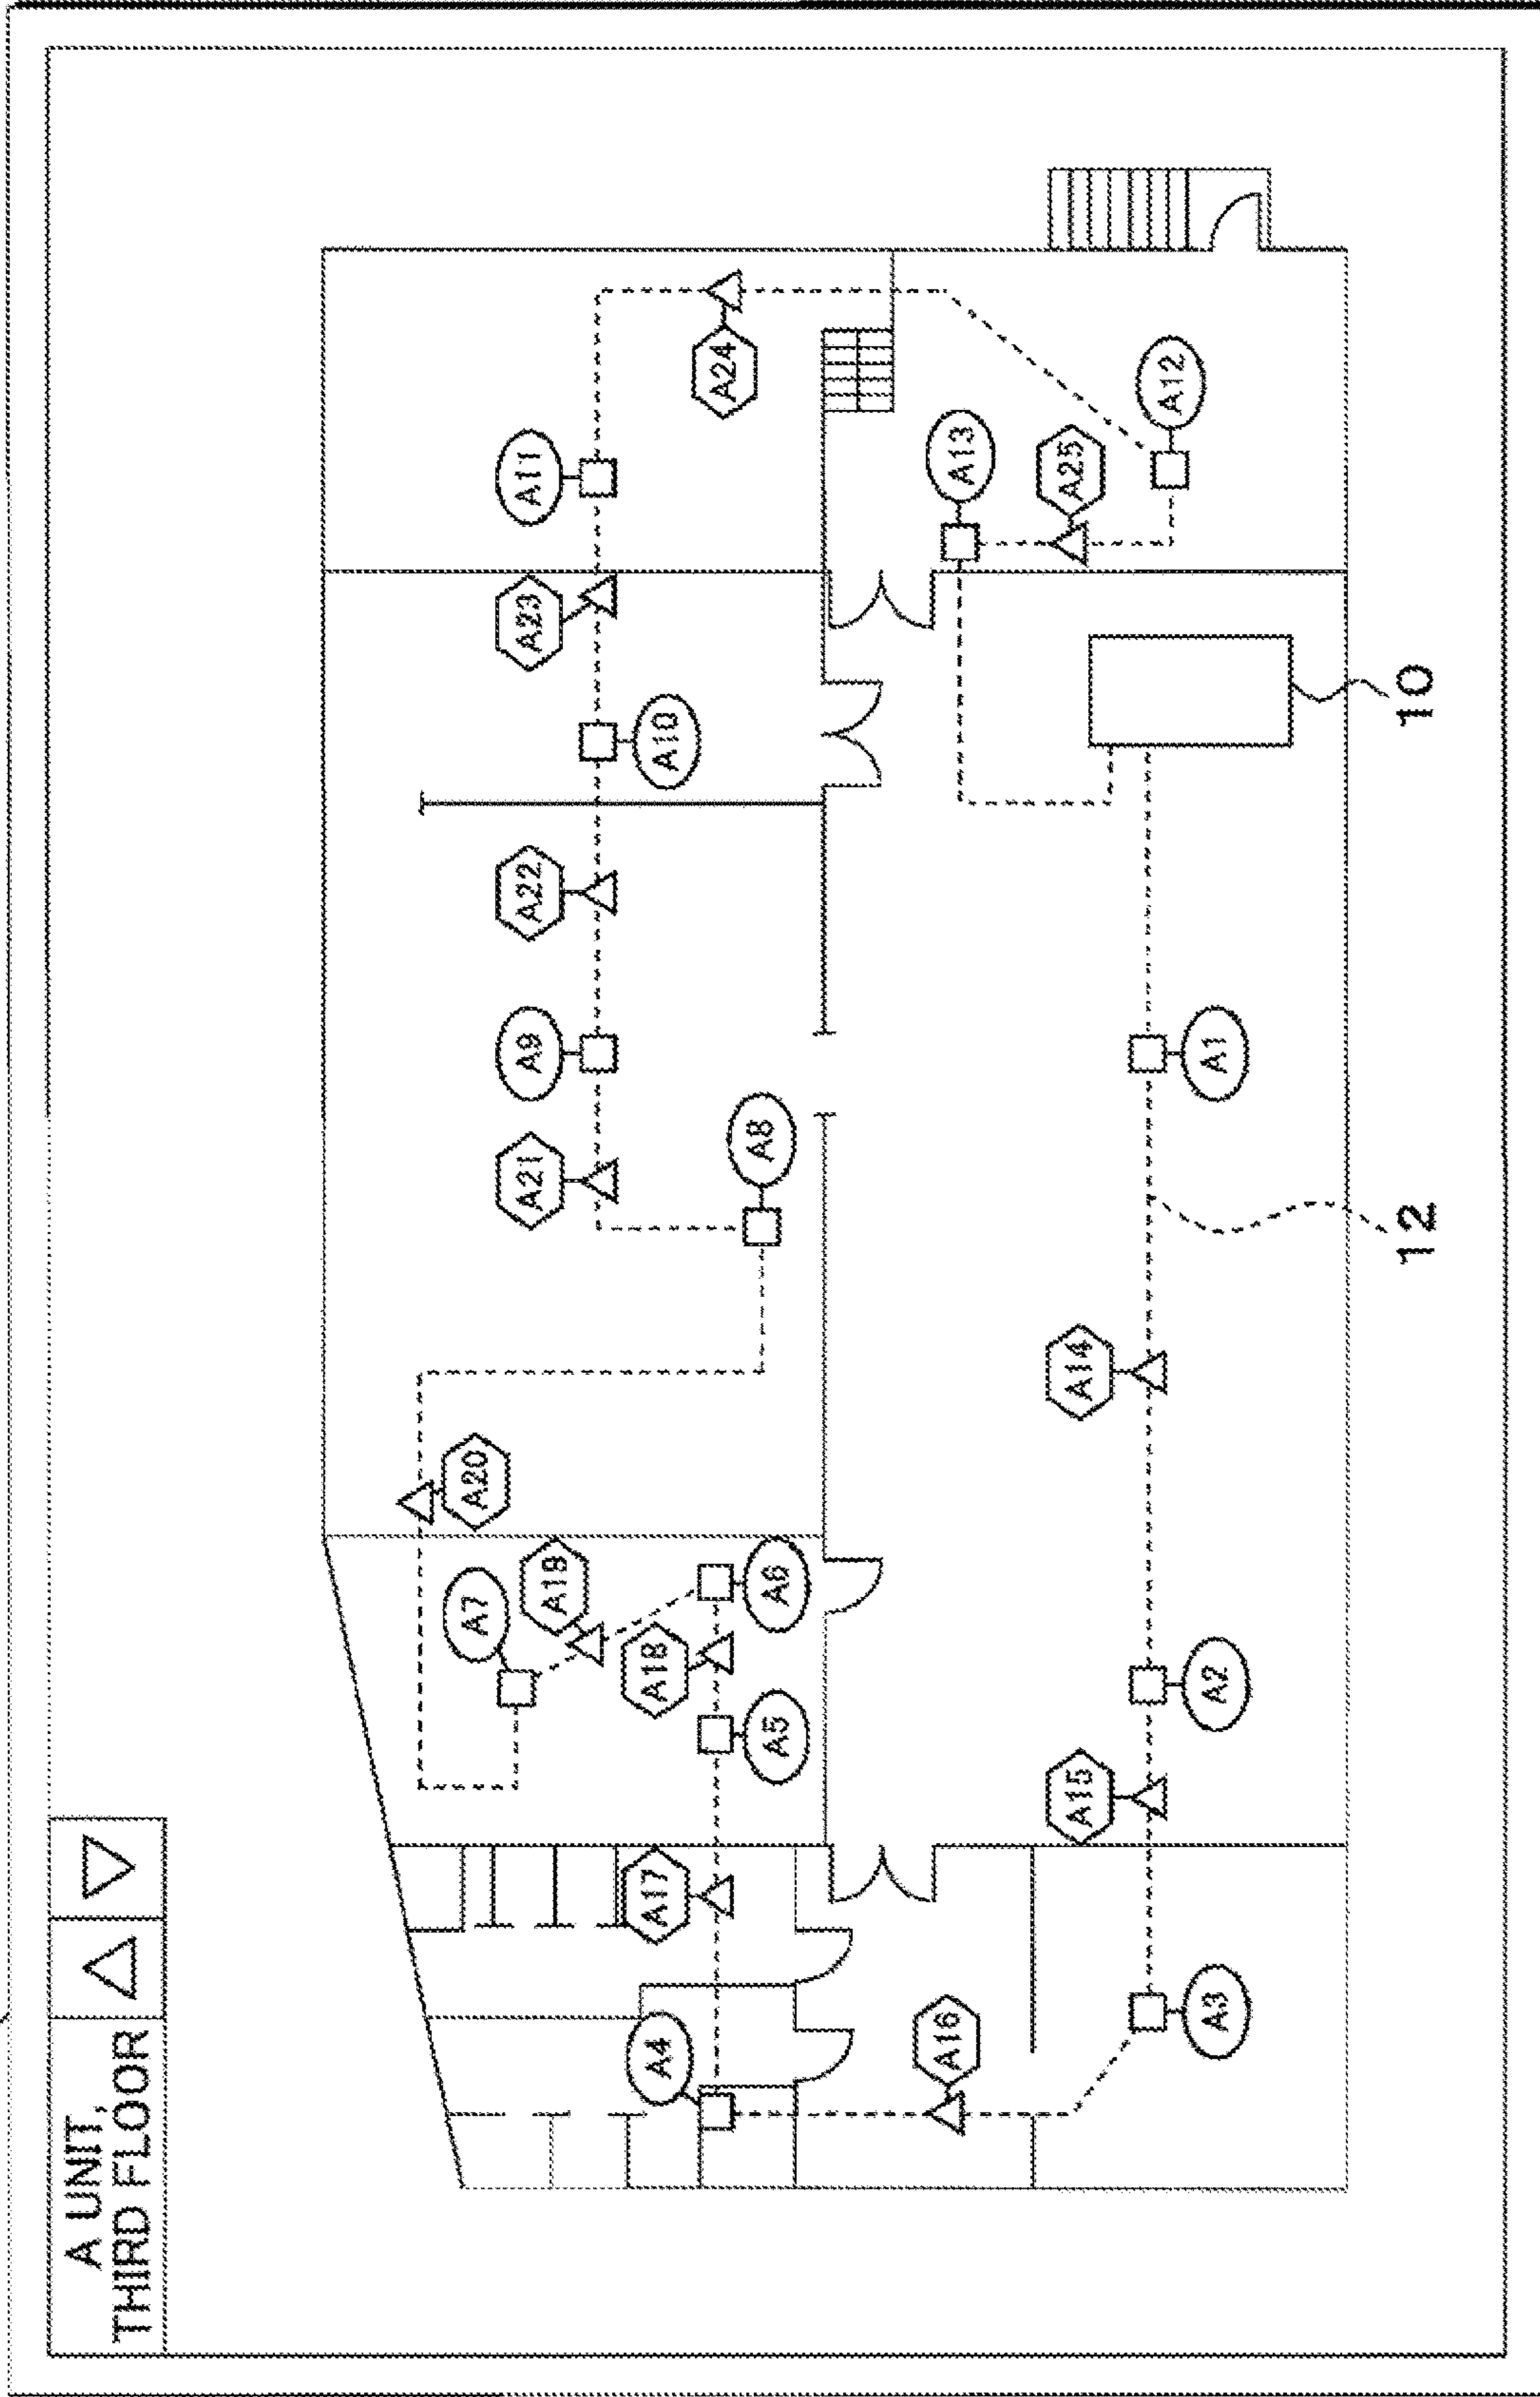 A UNIT,
THIRD FLOOR
A20
A21
A9
A22
A23
A11
A7
A19
A10
A17
A18
A4
A5
A6
A8
A24
A16
A13
A15
A14
A25
A12
A3
A2
A1
12
10